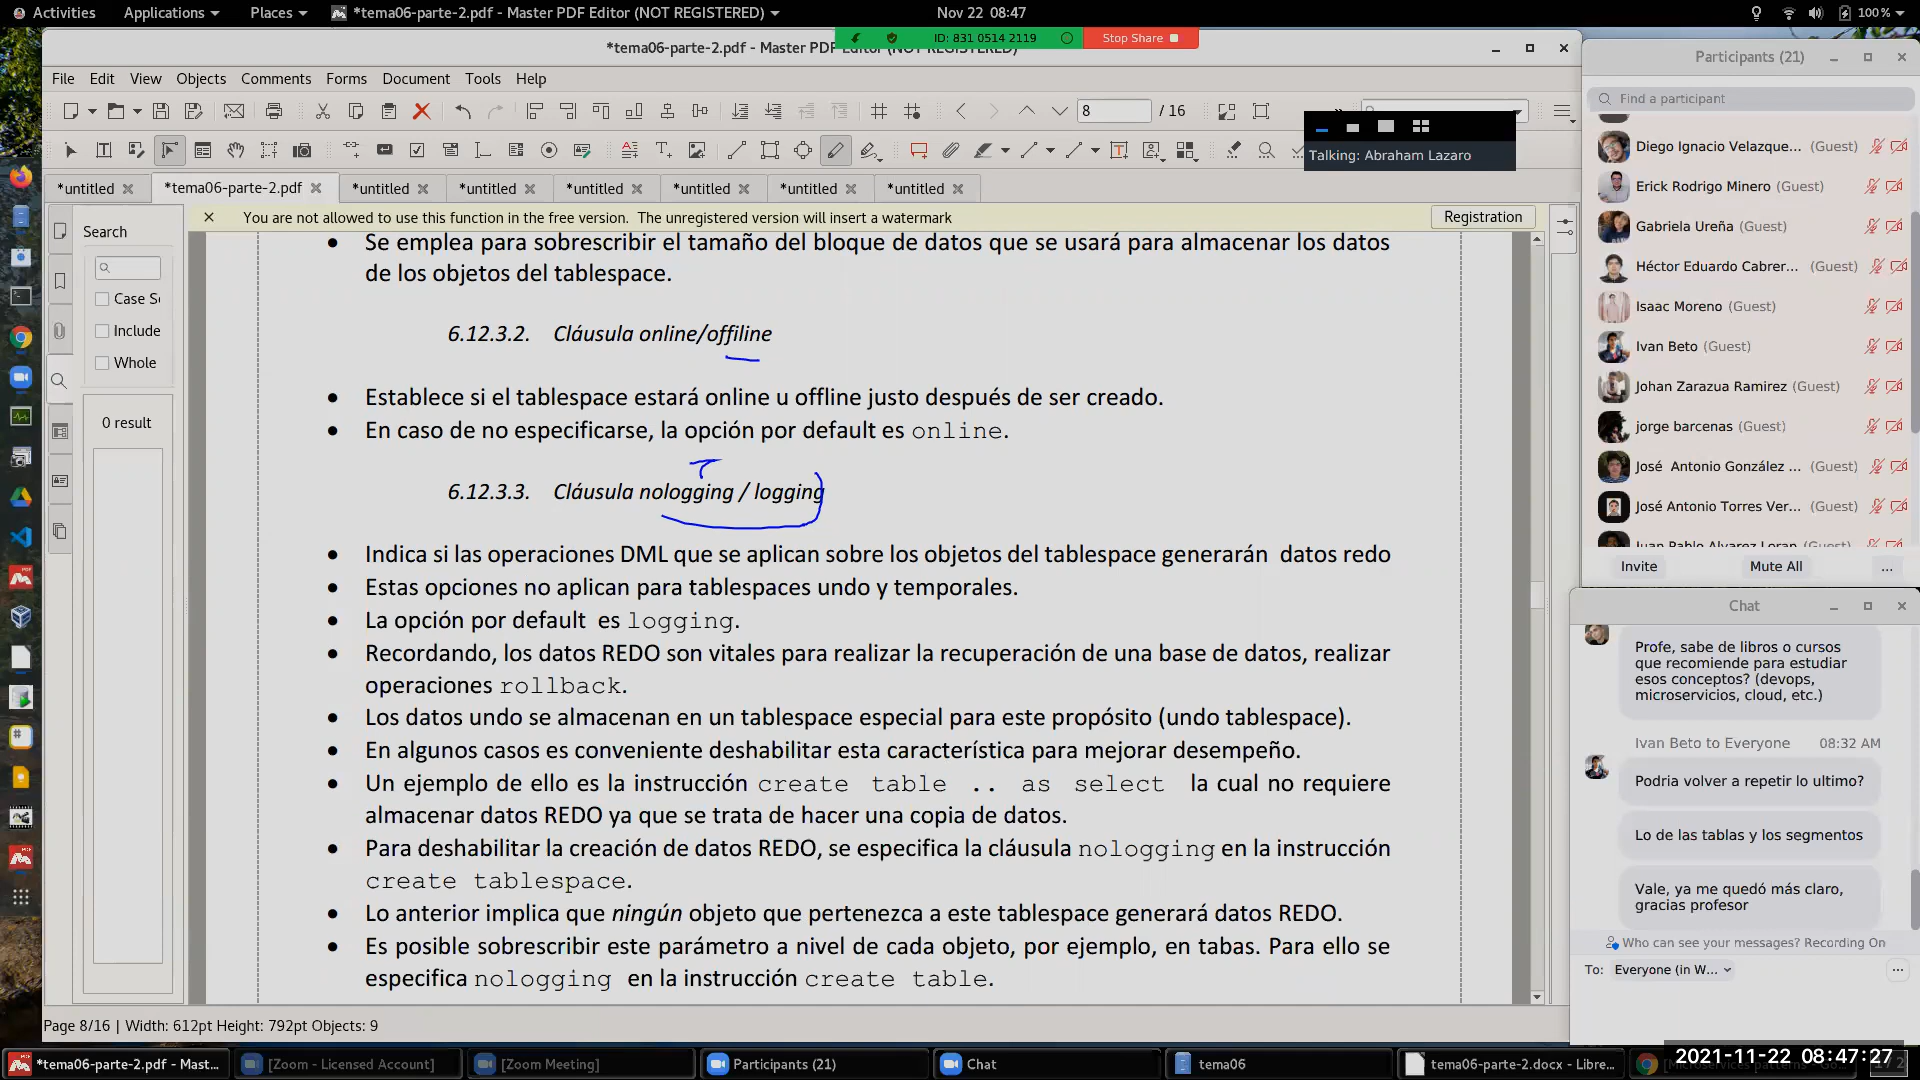 Activities
Applications
Places
*tema06-parte-2.pdf - Master PDF Editor (NOT REGISTERED)
Nov 22 08:47
100%
*tema06-parte-2.pdf - Master PDF Editor (NOT REGISTERED)
ID: 831 0514 2119
Stop Share
File Edit View Objects Comments Forms Document Tools Help
8 / 16
Talking: Abraham Lazaro
*untitled *tema06-parte-2.pdf *untitled *untitled *untitled *untitled *untitled *untitled
You are not allowed to use this function in the free version. The unregistered version will insert a watermark
Registration
Search
Case Se
Include
Whole
0 result
Se emplea para sobrescribir el tamaño del bloque de datos que se usará para almacenar los datos
de los objetos del tablespace.
6.12.3.2. Cláusula online/offiline
• Establece si el tablespace estará online u offline justo después de ser creado.
• En caso de no especificarse, la opción por default es online.
6.12.3.3. Cláusula nologging / logging
• Indica si las operaciones DML que se aplican sobre los objetos del tablespace generarán datos redo
• Estas opciones no aplican para tablespaces undo y temporales.
• La opción por default es logging.
• Recordando, los datos REDO son vitales para realizar la recuperación de una base de datos, realizar
operaciones rollback.
• Los datos undo se almacenan en un tablespace especial para este propósito (undo tablespace).
• En algunos casos es conveniente deshabilitar esta característica para mejorar desempeño.
• Un ejemplo de ello es la instrucción create table .. as select la cual no requiere
almacenar datos REDO ya que se trata de hacer una copia de datos.
• Para deshabilitar la creación de datos REDO, se especifica la cláusula nologging en la instrucción
create tablespace.
• Lo anterior implica que ningún objeto que pertenezca a este tablespace generará datos REDO.
• Es posible sobrescribir este parámetro a nivel de cada objeto, por ejemplo, en tabas. Para ello se
especifica nologging en la instrucción create table.
Page 8/16 | Width: 612pt Height: 792pt Objects: 9
Participants (21)
Find a participant
Diego Ignacio Velazque... (Guest)
Erick Rodrigo Minero (Guest)
Gabriela Ureña (Guest)
Héctor Eduardo Cabrer... (Guest)
Isaac Moreno (Guest)
Ivan Beto (Guest)
Johan Zarazua Ramirez (Guest)
jorge barcenas (Guest)
José Antonio González ... (Guest)
José Antonio Torres Ver... (Guest)
Invite
Mute All
...
Chat
Profe, sabe de libros o cursos
que recomiende para estudiar
esos conceptos? (devops,
microservicios, cloud, etc.)
Ivan Beto to Everyone 08:32 AM
Podria volver a repetir lo ultimo?
Lo de las tablas y los segmentos
Vale, ya me quedó más claro,
gracias profesor
Who can see your messages? Recording On
To: Everyone (in W...
*tema06-parte-2.pdf - Mast...
[Zoom - Licensed Account]
[Zoom Meeting]
Participants (21)
Chat
tema06
tema06-parte-2.docx - Libre...
2021-11-22 08:47:27